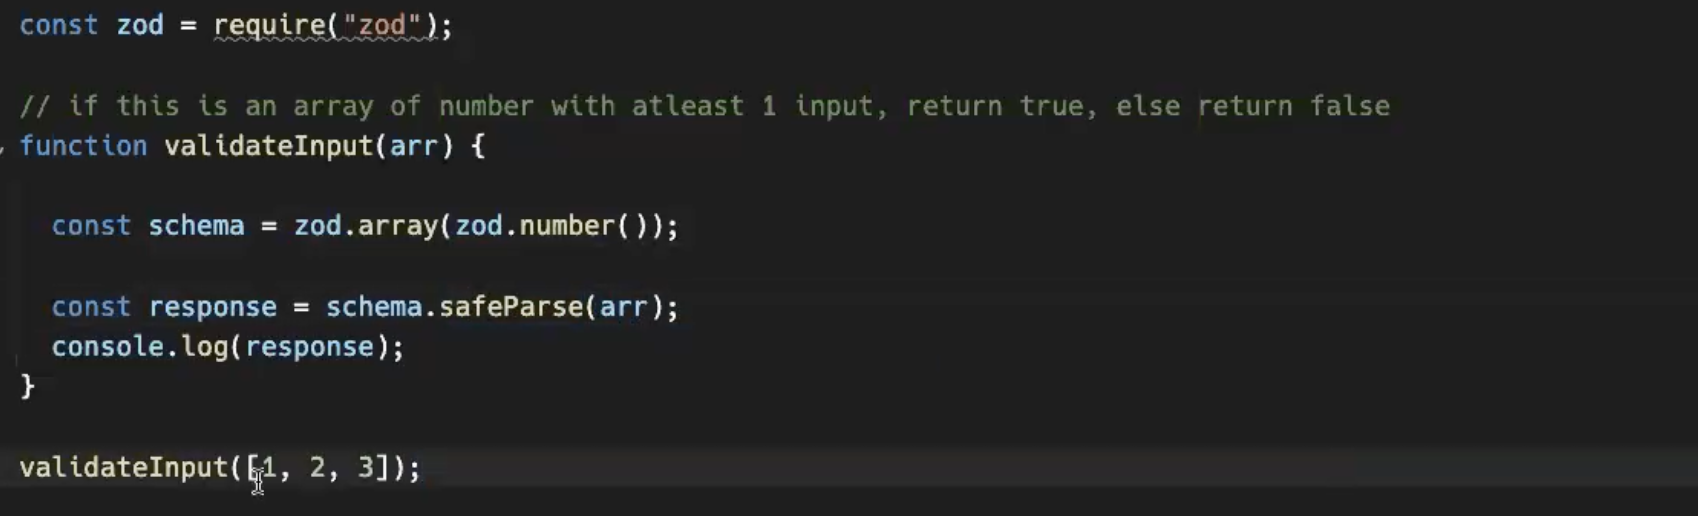 const zod = require("zod");
// if this is an array of number with atleast 1 input, return true, else return false
function validateInput(arr) {
const schema = zod.array(zod.number());
const response = schema.safeParse(arr);
console.log(response);
}
validateInput([1, 2, 3]);